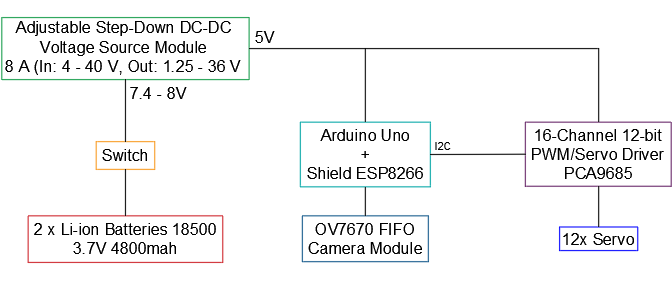 Adjustable Step-Down DC-DC
Voltage Source Module
8 A (In: 4 - 40 V, Out: 1.25 - 36 V
5V
7.4 - 8V
Switch
2 x Li-ion Batteries 18500
3.7V 4800mah
Arduino Uno
+
Shield ESP8266
I2C
16-Channel 12-bit
PWM/Servo Driver
PCA9685
OV7670 FIFO
Camera Module
12x Servo